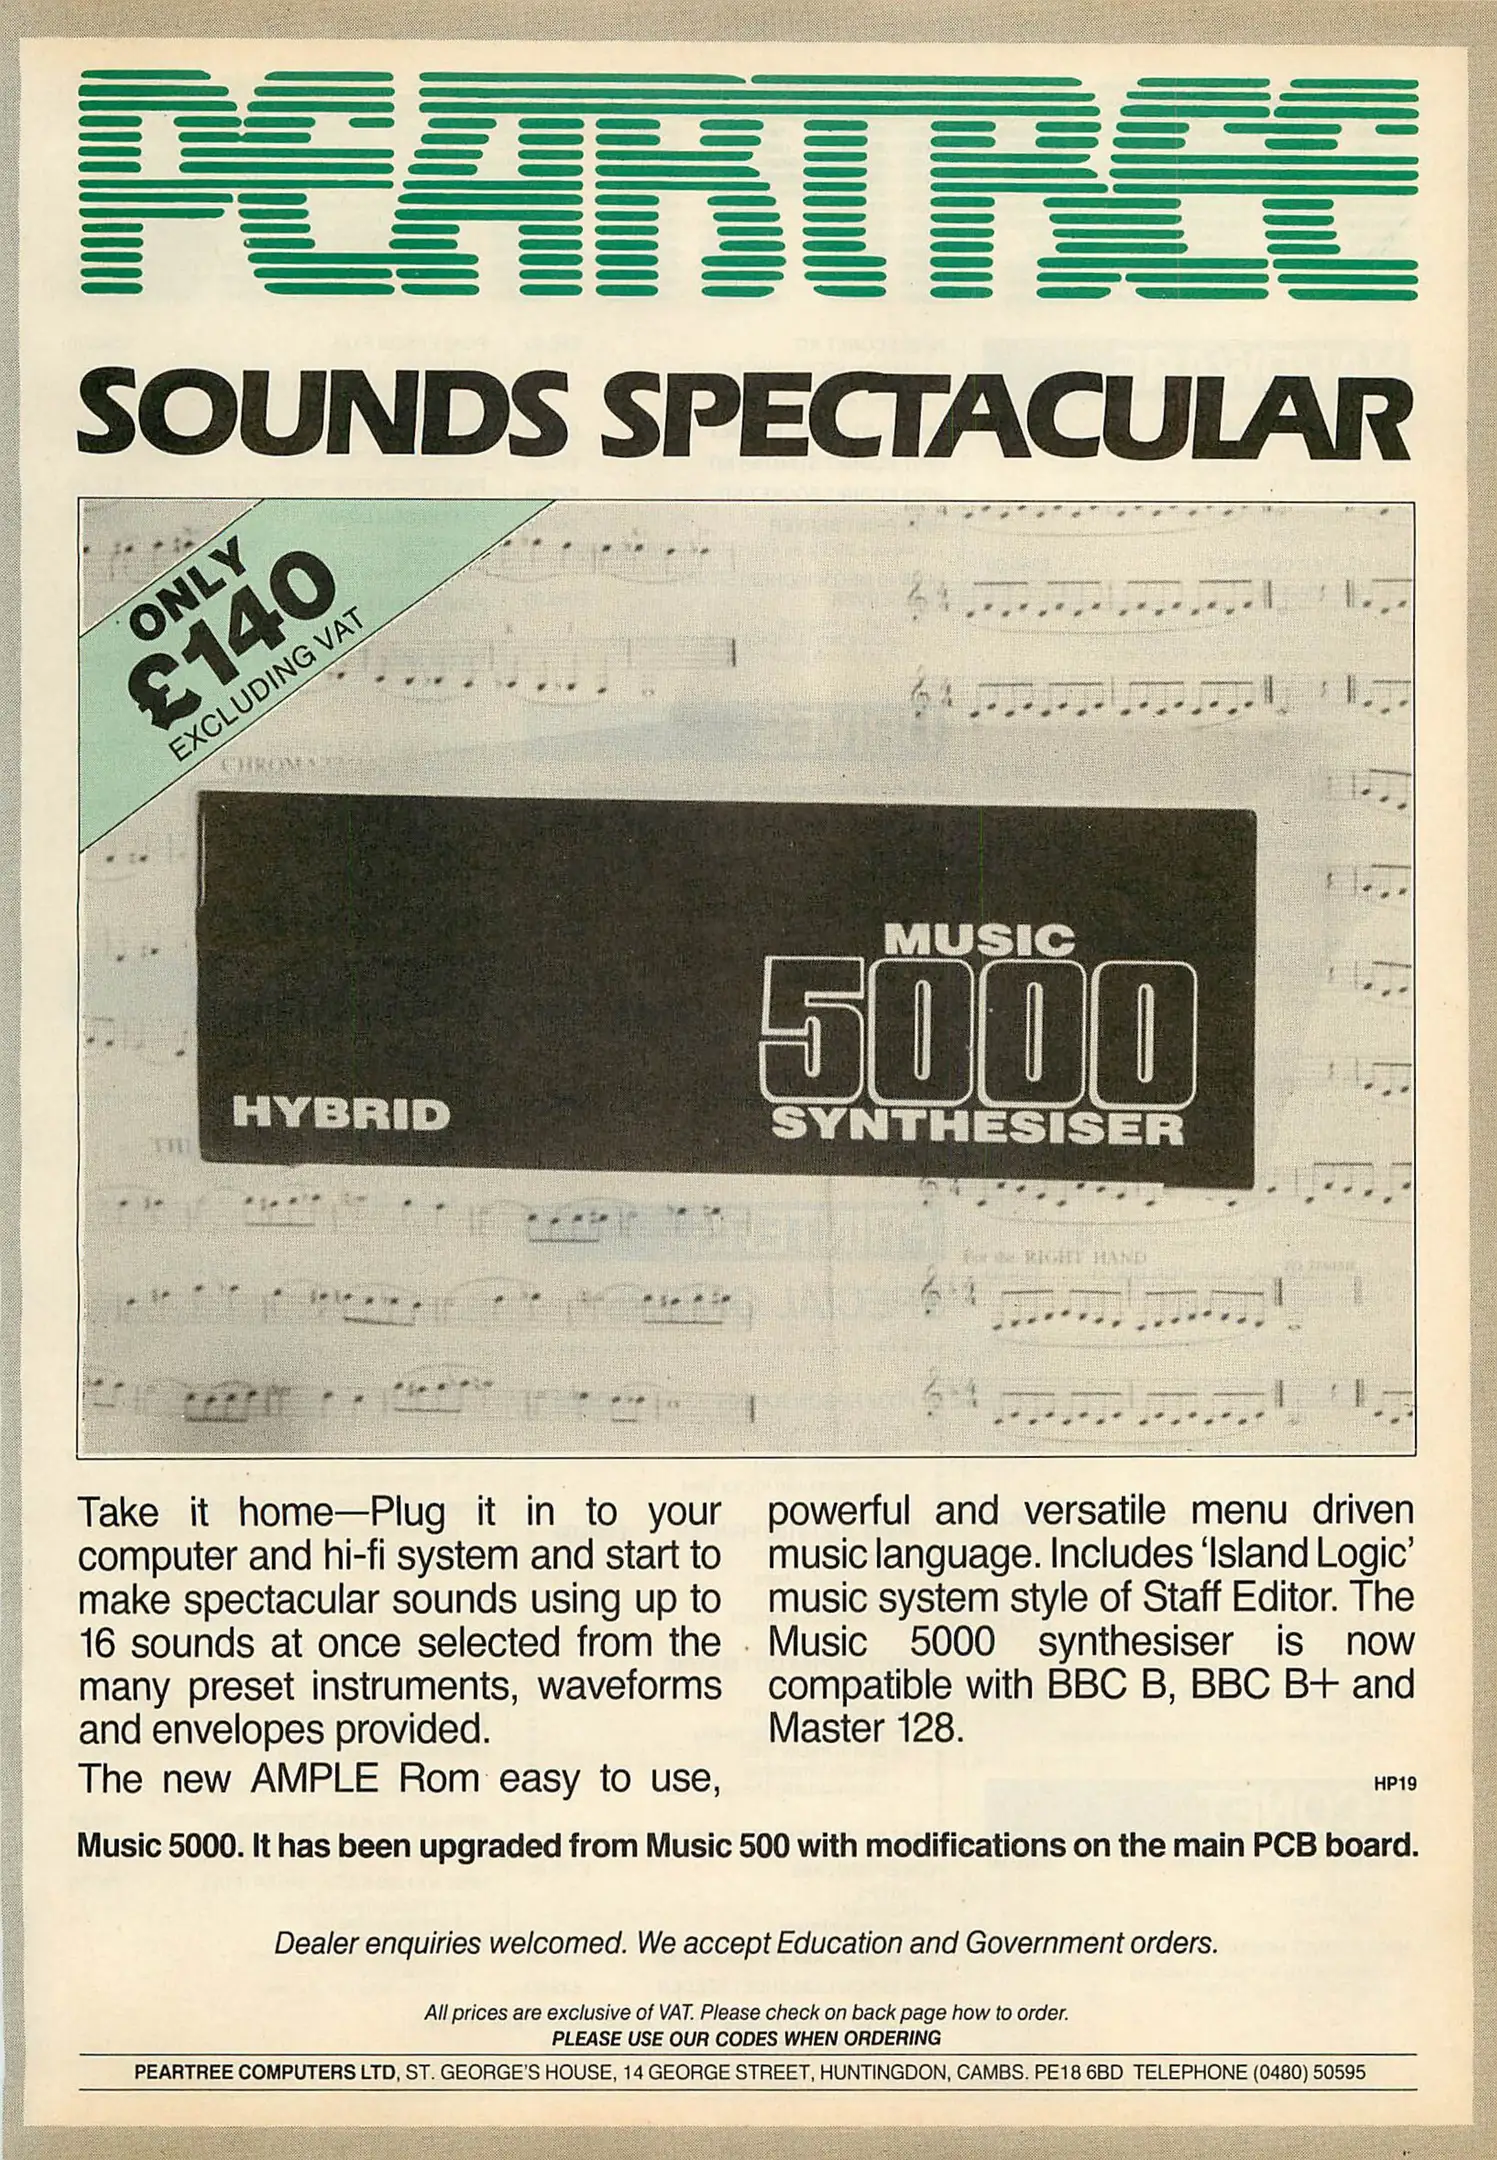 PEARTREE
SOUNDS SPECTACULAR
ONLY
£140
EXCLUDING VAT
MUSIC
5000
SYNTHESISER
HYBRID
For the RIGHT HAND
Take it home—Plug it in to your
computer and hi-fi system and start to
make spectacular sounds using up to
16 sounds at once selected from the
many preset instruments, waveforms
and envelopes provided.
The new AMPLE Rom easy to use,
powerful and versatile menu driven
music language. Includes 'Island Logic'
music system style of Staff Editor. The
Music 5000 synthesiser is now
compatible with BBC B, BBC B+ and
Master 128.
HP19
Music 5000. It has been upgraded from Music 500 with modifications on the main PCB board.
Dealer enquiries welcomed. We accept Education and Government orders.
All prices are exclusive of VAT. Please check on back page how to order.
PLEASE USE OUR CODES WHEN ORDERING
PEARTREE COMPUTERS LTD, ST. GEORGE'S HOUSE, 14 GEORGE STREET, HUNTINGDON, CAMBS. PE18 6BD TELEPHONE (0480) 50595